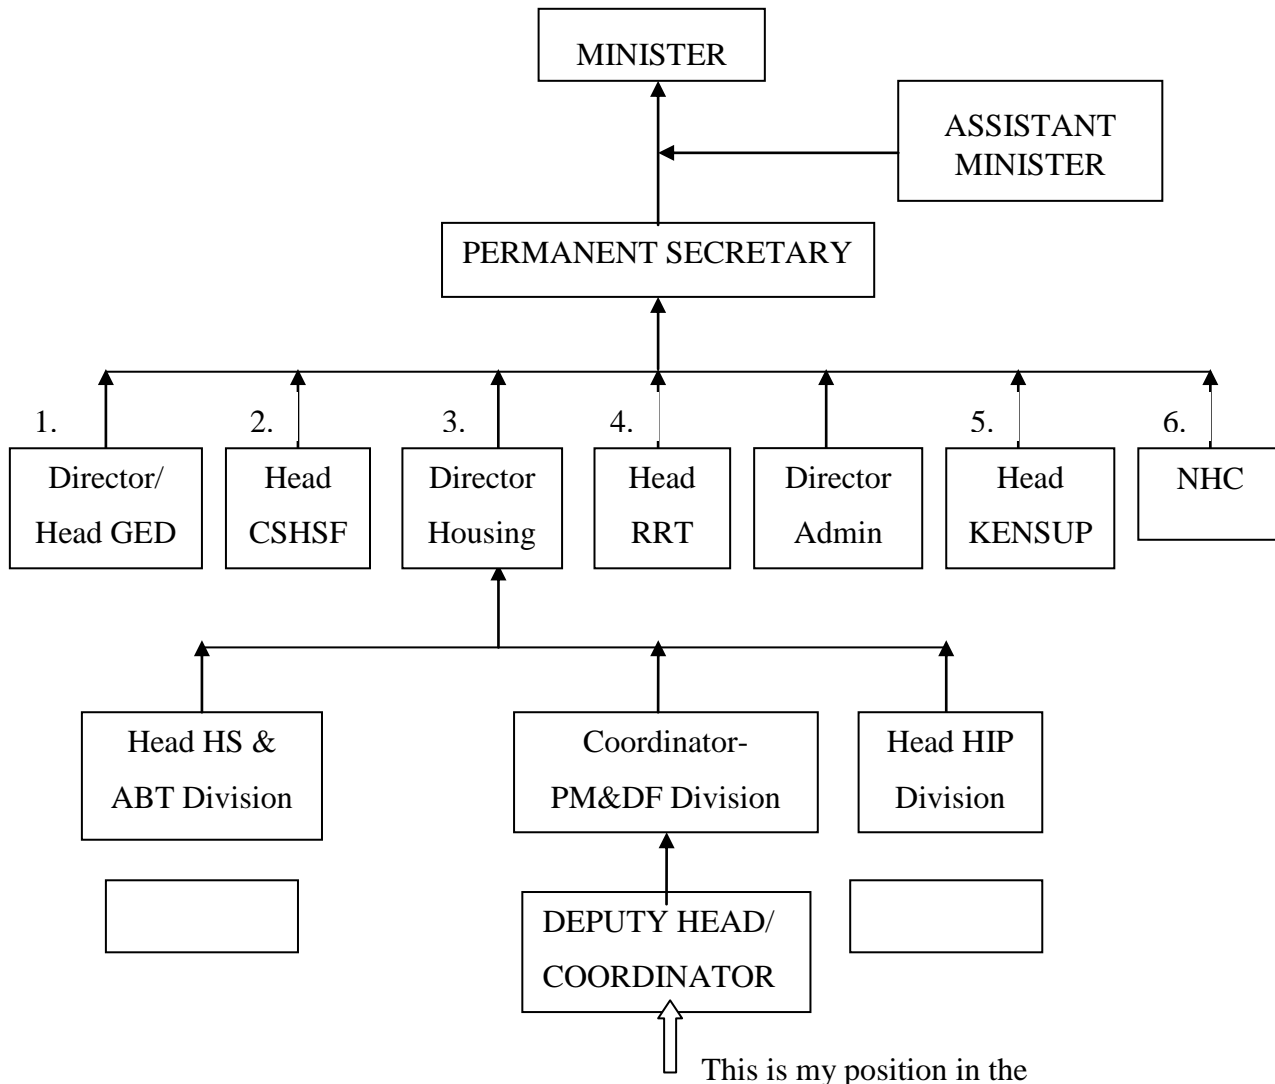 MINISTER
ASSISTANT
MINISTER
PERMANENT SECRETARY
1.
2.
3.
4.
5.
6.
Director/
Head GED
Head
CSHSF
Director
Housing
Head
RRT
Director
Admin
Head
KENSUP
NHC
Head HS &
ABT Division
Coordinator-
PM&DF Division
Head HIP
Division
DEPUTY HEAD/
COORDINATOR
This is my position in the